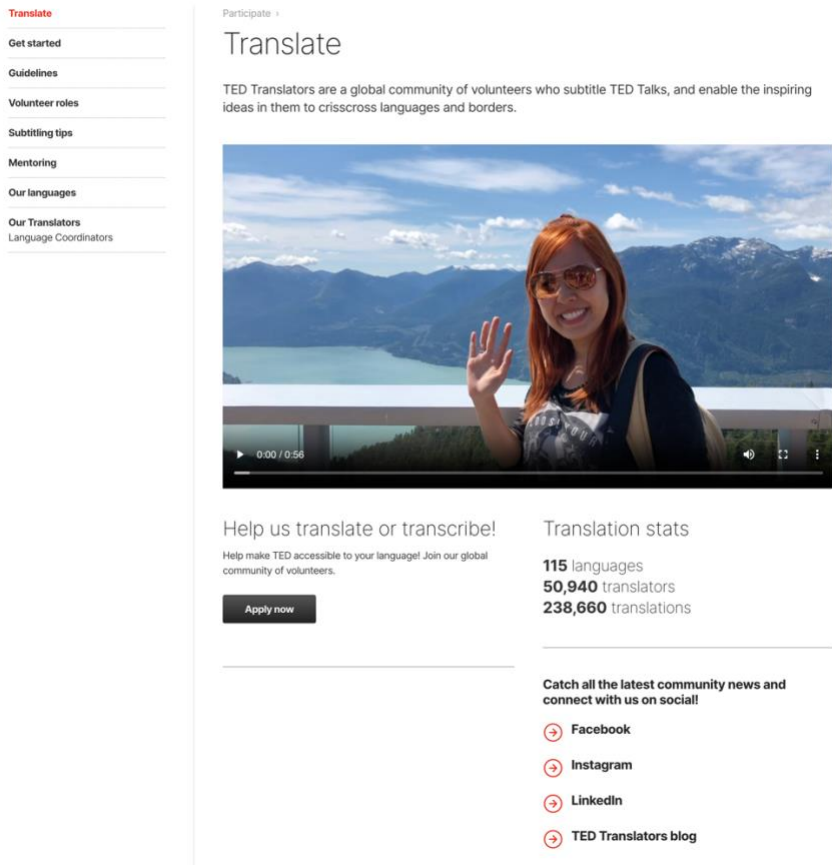 Translate
Get started
Guidelines
Volunteer roles
Subtitling tips
Mentoring
Our languages
Our Translators
Language Coordinators
Participate ›
Translate
TED Translators are a global community of volunteers who subtitle TED Talks, and enable the inspiring
ideas in them to crisscross languages and borders.
0:00 / 0:56
Help us translate or transcribe!
Help make TED accessible to your language! Join our global
community of volunteers.
Apply now
Translation stats
115 languages
50,940 translators
238,660 translations
Catch all the latest community news and
connect with us on social!
Facebook
Instagram
LinkedIn
TED Translators blog